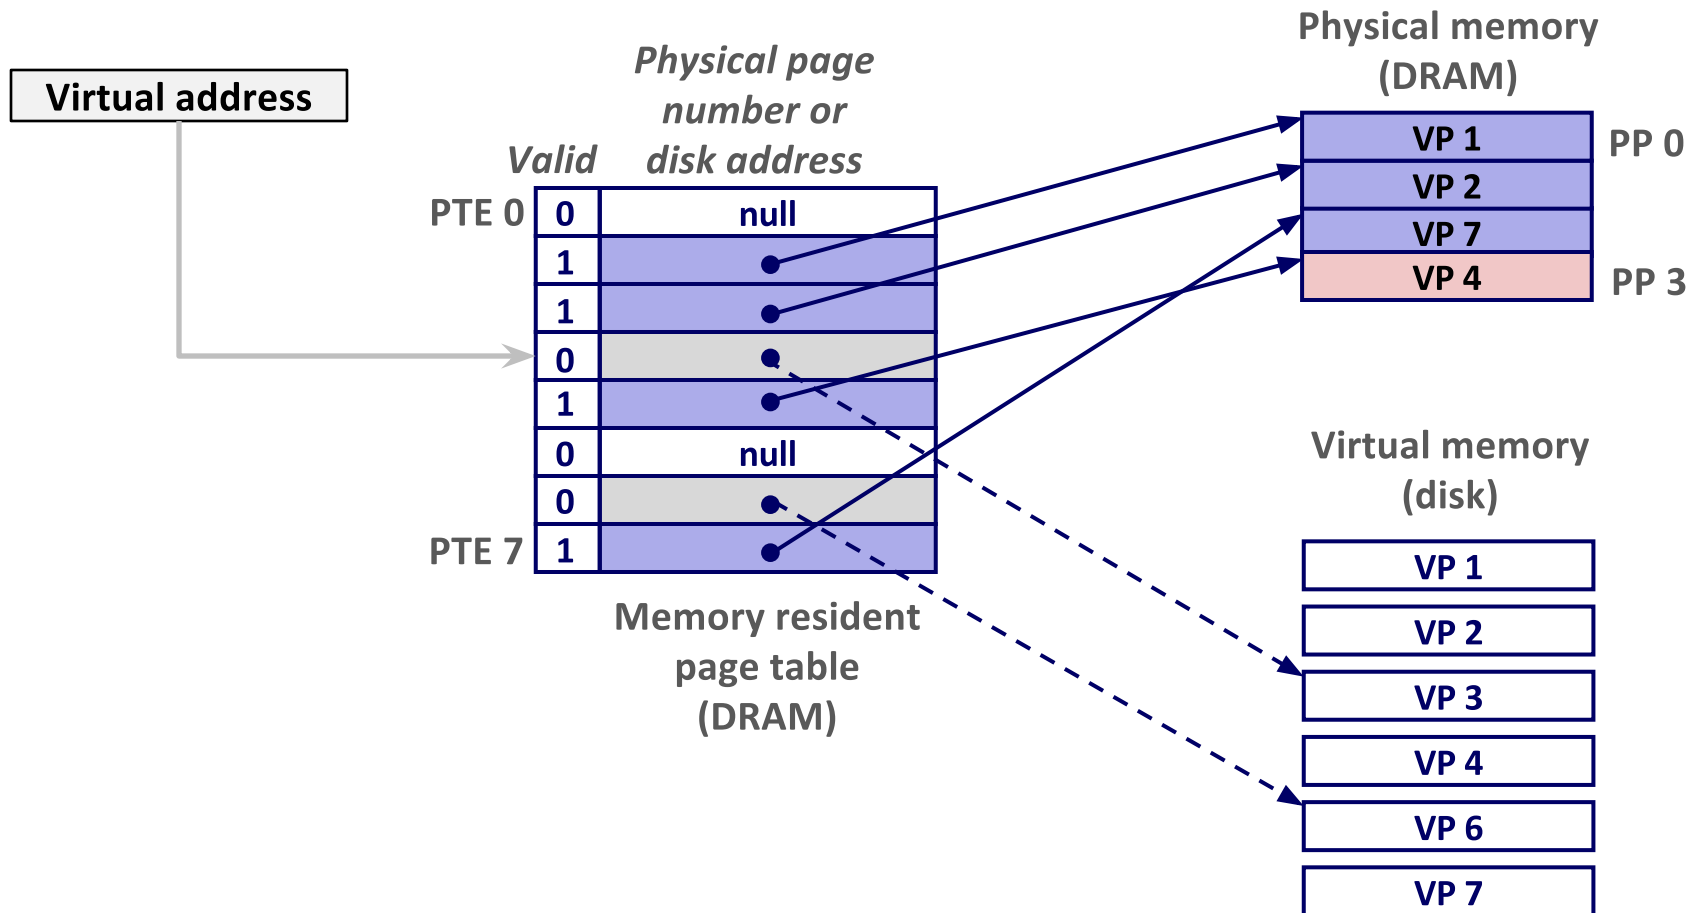 Physical memory
(DRAM)
Physical page
number or
disk address
Virtual address
Valid
VP 1
PP 0
VP 2
VP 7
VP 4
PP 3
PTE 0
0
null
1
1
0
1
0
null
0
PTE 7
1
Memory resident
page table
(DRAM)
Virtual memory
(disk)
VP 1
VP 2
VP 3
VP 4
VP 6
VP 7